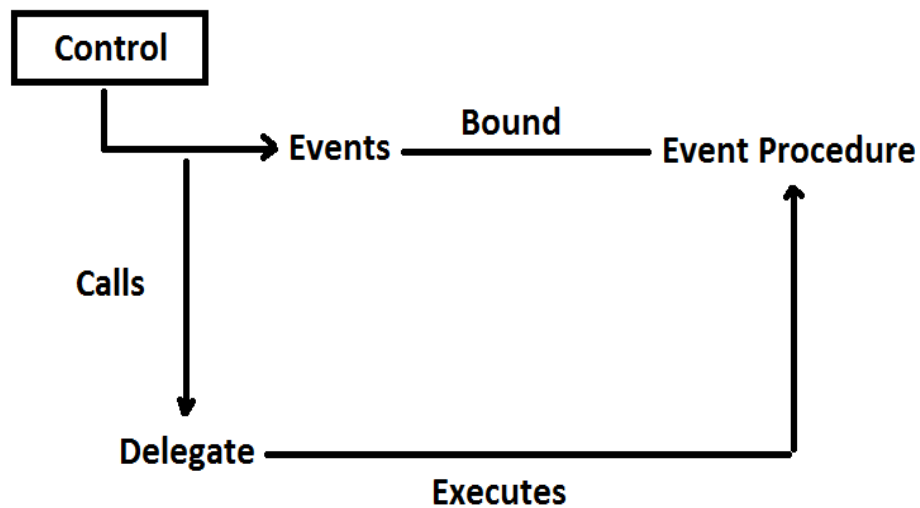 Control
Bound
Events
Event Procedure
Calls
Delegate
Executes